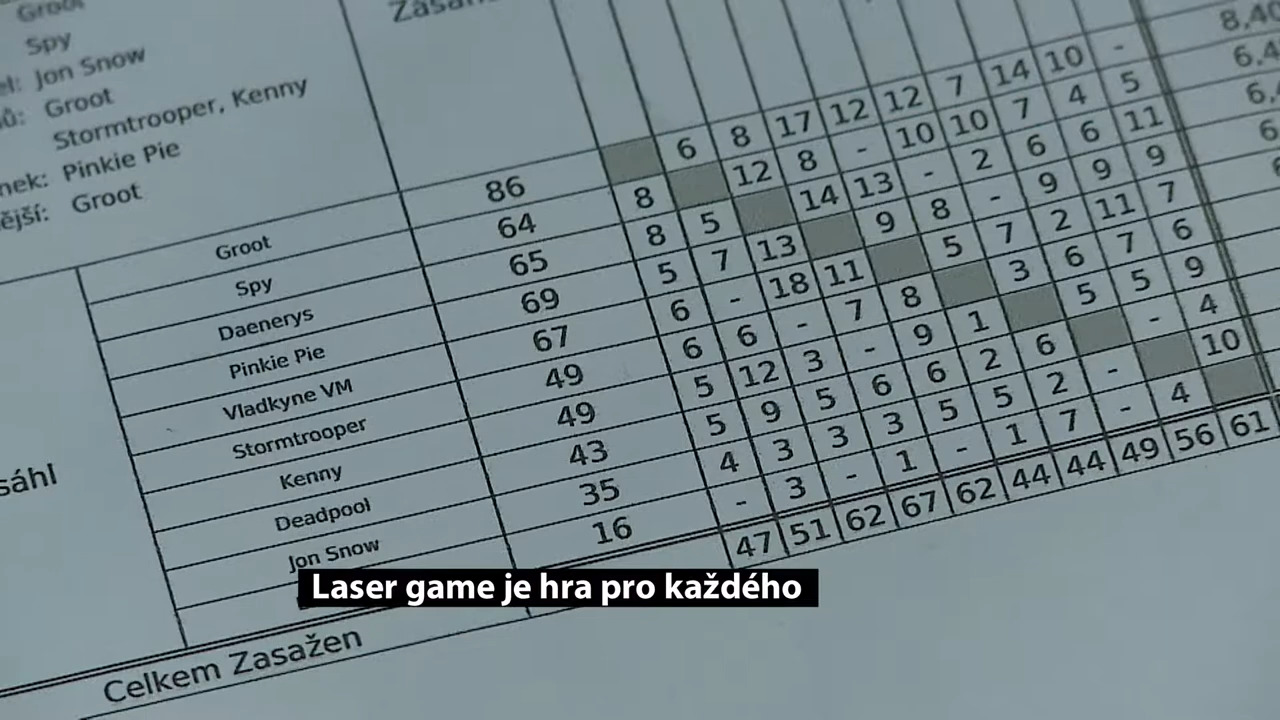 Groot
Spy
Jon Snow
Groot
Stormtrooper, Kenny
Pinkie Pie
Groot
Groot 86 6 8 17 12 12 7 14 10 -
Spy 64 8 12 8 - 10 10 7 4 5
Daenerys 65 8 5 14 13 - 2 6 6 11
Pinkie Pie 69 5 7 13 9 8 - 9 9 9
Vladkyne VM 67 6 - 18 11 5 7 2 11 7
Stormtrooper 49 6 6 - 7 8 3 6 7 6
Kenny 49 5 12 3 - 9 1 5 5 9
Deadpool 43 5 9 5 6 6 2 6 - 4
Jon Snow 35 4 3 3 3 5 5 2 - 10
16 - 3 - 1 - 1 7 - 4
Celkem Zasažen 47 51 62 67 62 44 44 49 56 61
Laser game je hra pro každého